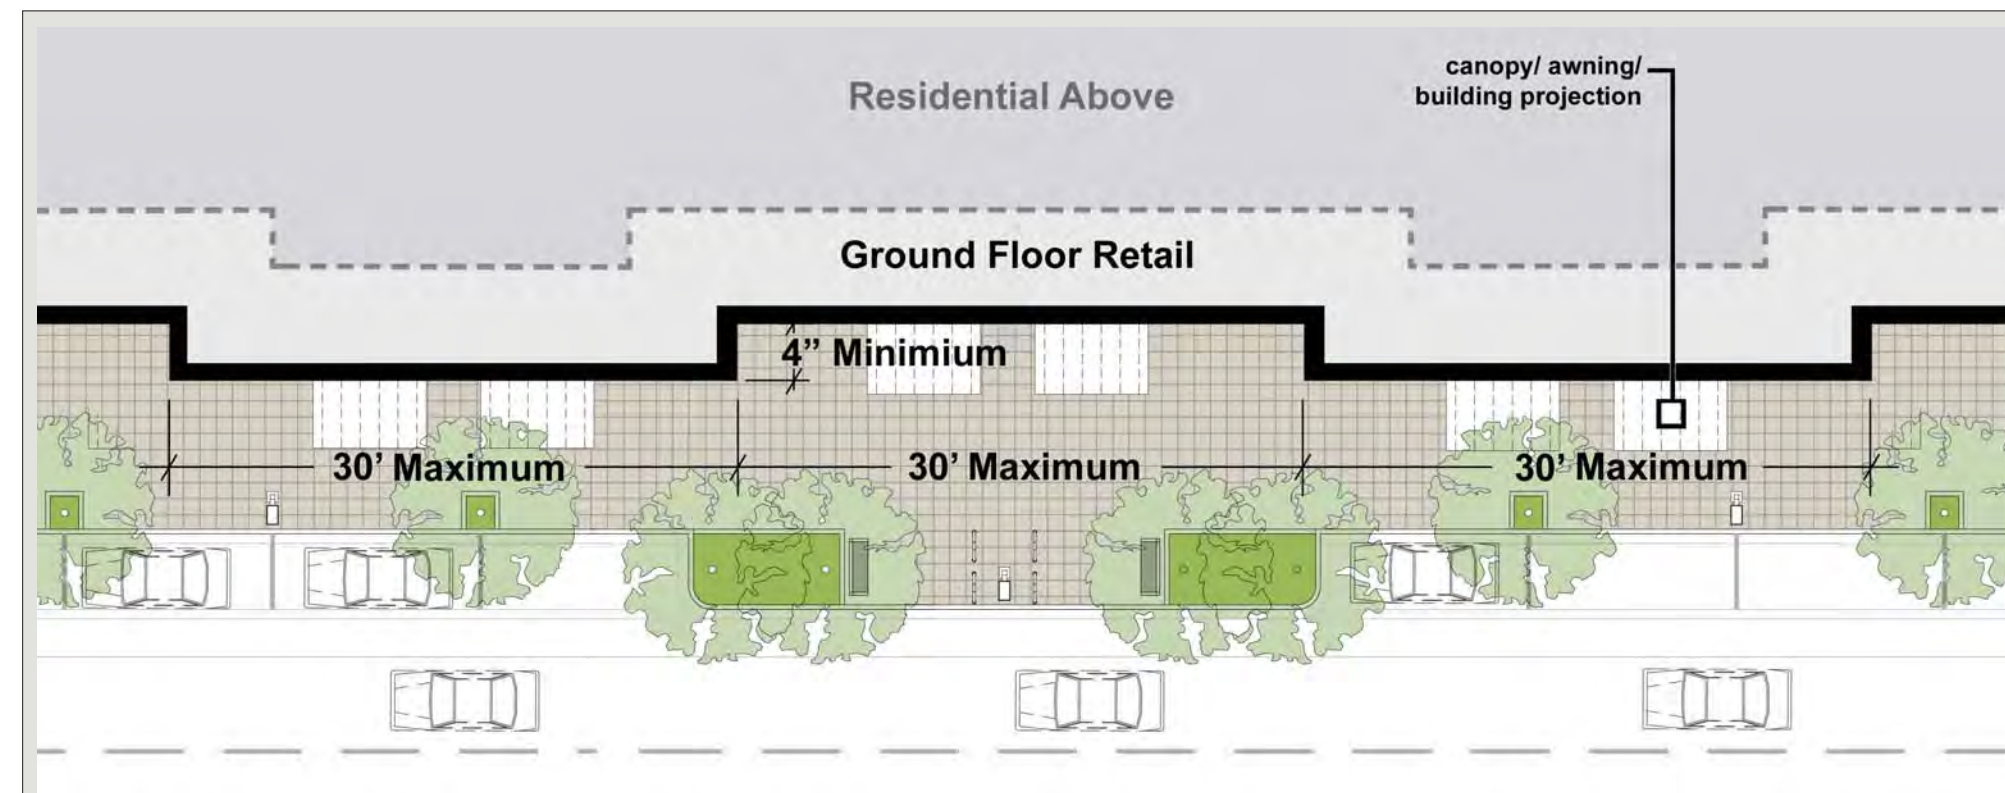 canopy/ awning/
building projection
Residential Above
Ground Floor Retail
4” Minimium
30’ Maximum
30’ Maximum
30’ Maximum